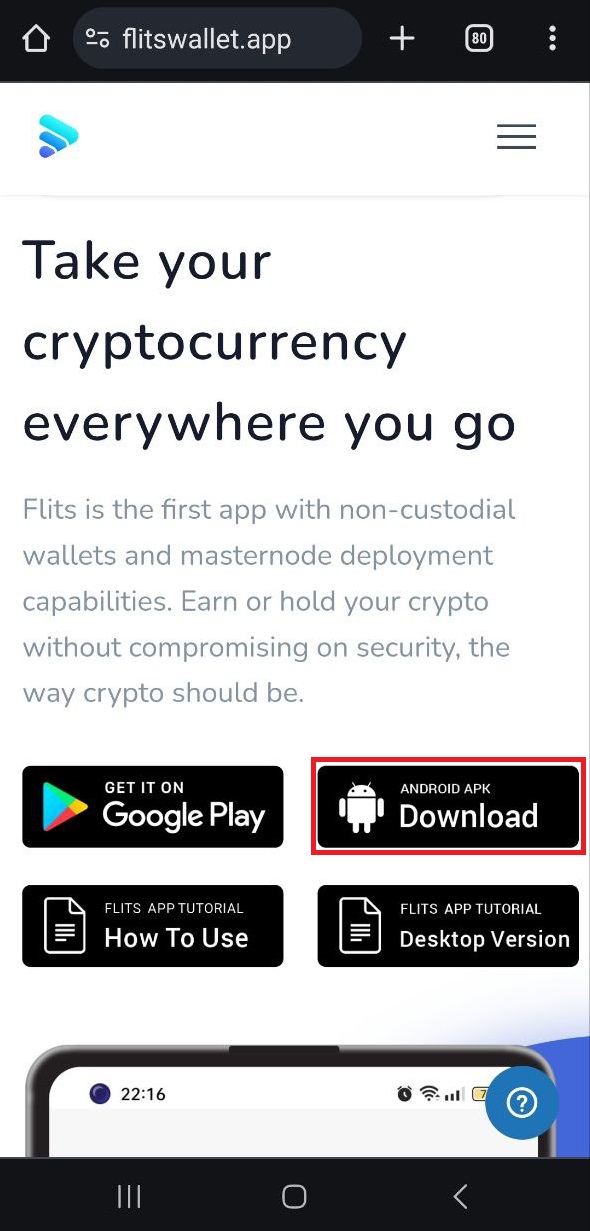 flitswallet.app
80
Take your
cryptocurrency
everywhere you go
Flits is the first app with non-custodial
wallets and masternode deployment
capabilities. Earn or hold your crypto
without compromising on security, the
way crypto should be.
GET IT ON
Google Play
ANDROID APK
Download
FLITS APP TUTORIAL
How To Use
FLITS APP TUTORIAL
Desktop Version
22:16
7
?